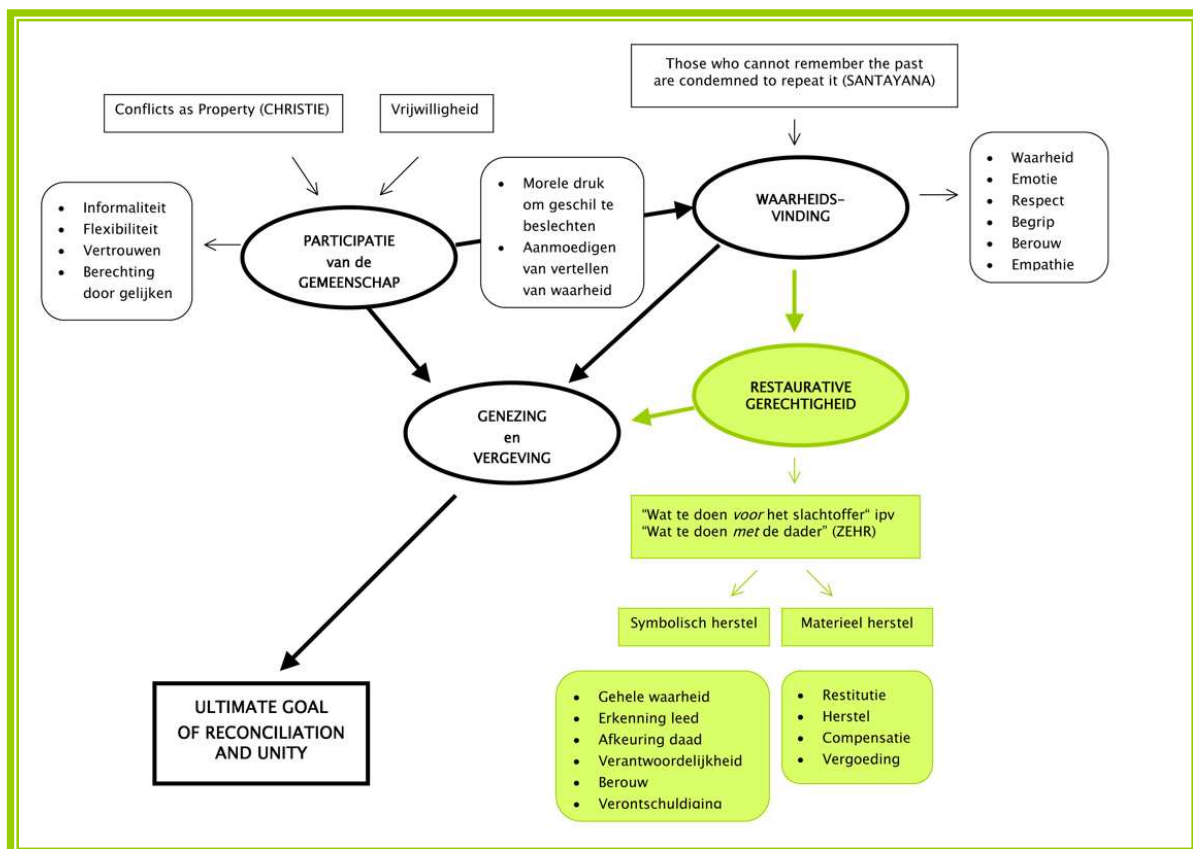 Those who cannot remember the past
are condemned to repeat it (SANTAYANA)
Conflicts as Property (CHRISTIE)
Vrijwilligheid
• Informaliteit
• Flexibiliteit
• Vertrouwen
• Berechting
door gelijken
PARTICIPATIE
van de
GEMEENSCHAP
• Morele druk
om geschil te
beslechten
• Aanmoedigen
van vertellen
van waarheid
WAARHEIDS-
VINDING
• Waarheid
• Emotie
• Respect
• Begrip
• Berouw
• Empathie
GENEZING
en
VERGEVING
RESTAURATIVE
GERECHTIGHEID
“Wat te doen voor het slachtoffer“ ipv
“Wat te doen met de dader” (ZEHR)
Symbolisch herstel
Materieel herstel
• Gehele waarheid
• Erkenning leed
• Afkeuring daad
• Verantwoordelijkheid
• Berouw
• Verontschuldiging
• Restitutie
• Herstel
• Compensatie
• Vergoeding
ULTIMATE GOAL
OF RECONCILIATION
AND UNITY